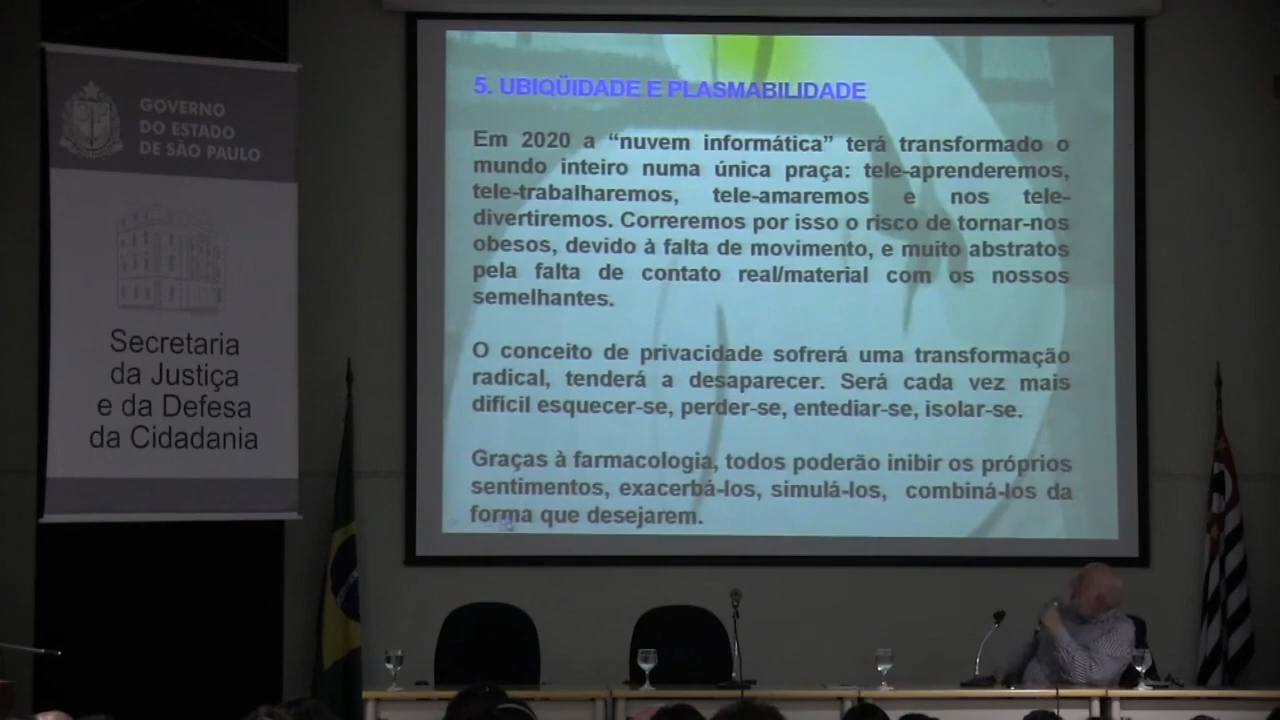 GOVERNO
DO ESTADO
DE SÃO PAULO
Secretaria
da Justiça
e da Defesa
da Cidadania
5. UBIQÜIDADE E PLASMABILIDADE
Em 2020 a “nuvem informática” terá transformado o
mundo inteiro numa única praça: tele-aprenderemos,
tele-trabalharemos, tele-amaremos e nos tele-
divertiremos. Correremos por isso o risco de tornar-nos
obesos, devido à falta de movimento, e muito abstratos
pela falta de contato real/material com os nossos
semelhantes.
O conceito de privacidade sofrerá uma transformação
radical, tenderá a desaparecer. Será cada vez mais
difícil esquecer-se, perder-se, entediar-se, isolar-se.
Graças à farmacologia, todos poderão inibir os próprios
sentimentos, exacerbá-los, simulá-los, combiná-los da
forma que desejarem.